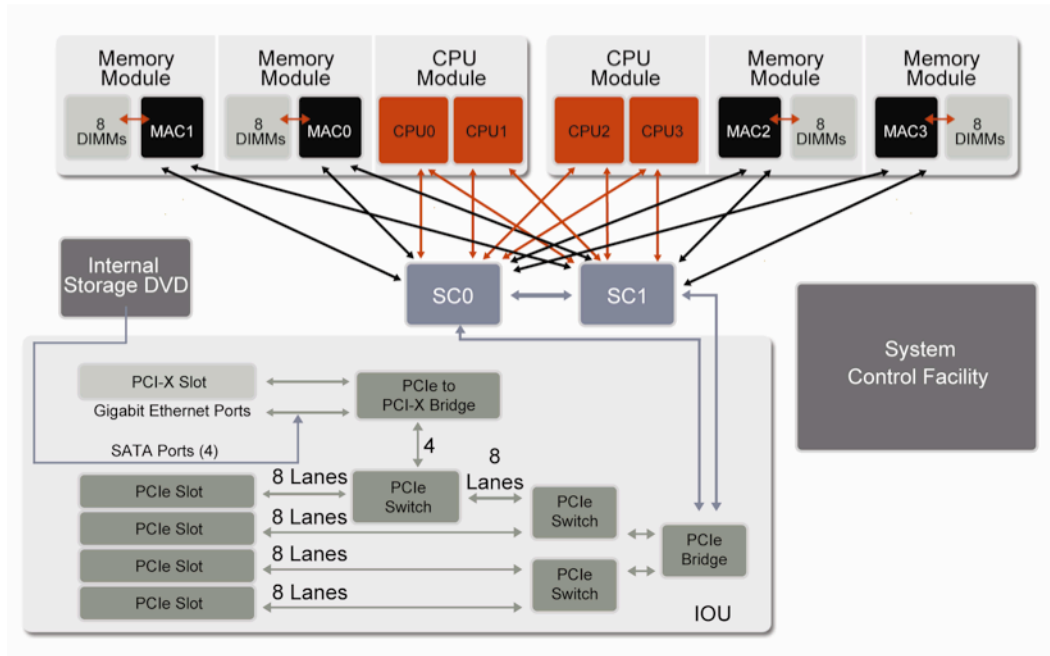 Memory
Module
Memory
Module
CPU
Module
CPU
Module
Memory
Module
Memory
Module
8
DIMMs
MAC1
8
DIMMs
MAC0
CPU0
CPU1
CPU2
CPU3
MAC2
8
DIMMs
MAC3
8
DIMMs
Internal
Storage DVD
SC0
SC1
System
Control Facility
PCI-X Slot
PCIe to
PCI-X Bridge
Gigabit Ethernet Ports
SATA Ports (4)
4
8
Lanes
PCIe Slot
8 Lanes
PCIe
Switch
PCIe Slot
8 Lanes
PCIe
Switch
PCIe
Bridge
PCIe Slot
8 Lanes
PCIe
Switch
PCIe Slot
8 Lanes
IOU